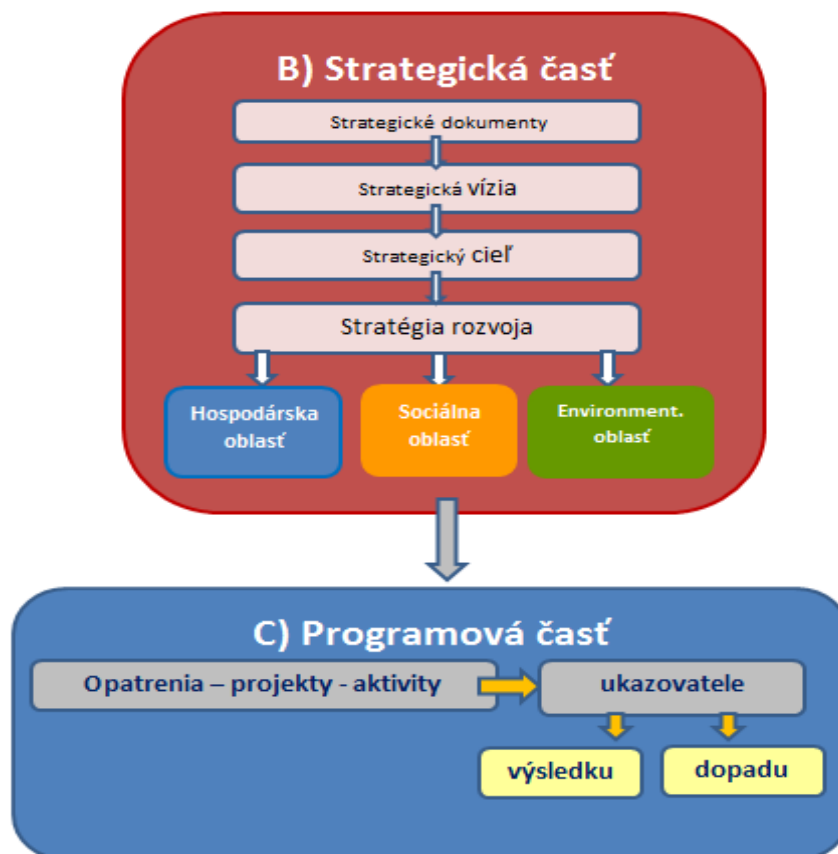 B) Strategická časť
Strategické dokumenty
Strategická vízia
Strategický cieľ
Stratégia rozvoja
Hospodárska
oblasť
Sociálna
oblasť
Environment.
oblasť
C) Programová časť
Opatrenia – projekty - aktivity
ukazovatele
výsledku
dopadu